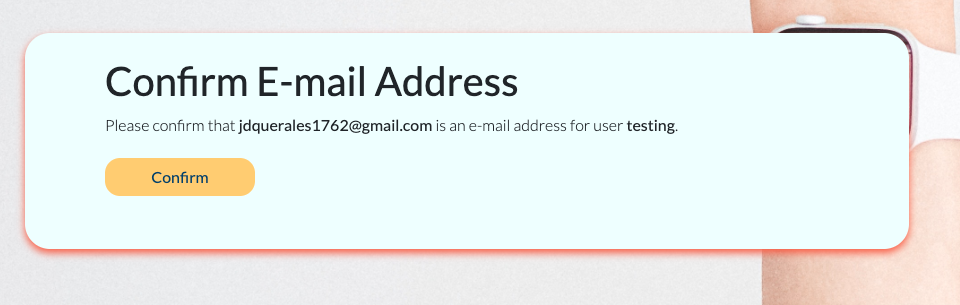 Confirm E-mail Address
Please confirm that jdquerales1762@gmail.com is an e-mail address for user testing.
Confirm